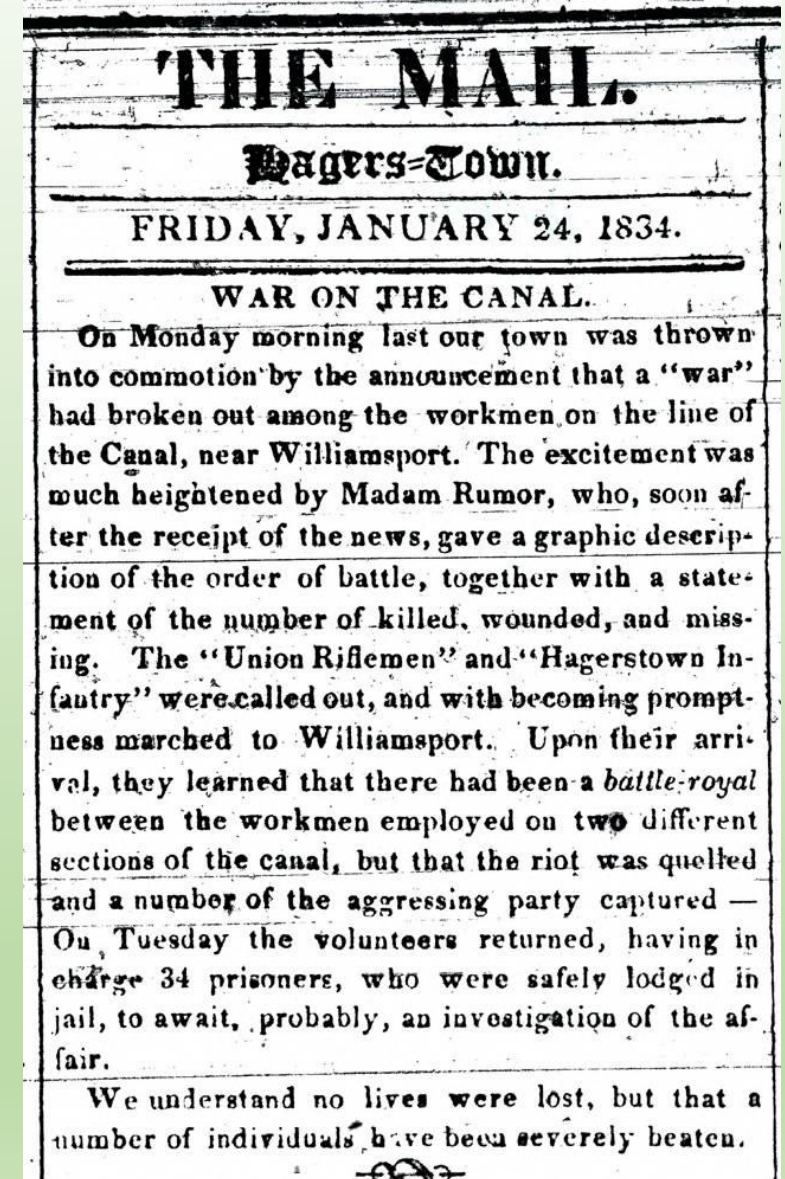 THE MAIL.
Hagers-Town.
FRIDAY, JANUARY 24, 1834.
WAR ON THE CANAL.
On Monday morning last our town was thrown
into commotion by the announcement that a "war"
had broken out among the workmen on the line of
the Canal, near Williamsport. The excitement was
much heightened by Madam Rumor, who, soon af-
ter the receipt of the news, gave a graphic descrip-
tion of the order of battle, together with a state-
ment of the number of killed, wounded, and miss-
ing. The "Union Riflemen" and "Hagerstown In-
fantry" were called out, and with becoming prompt-
ness marched to Williamsport. Upon their arri-
val, they learned that there had been a battle-royal
between the workmen employed on two different
sections of the canal, but that the riot was quelled
and a number of the aggressing party captured —
On Tuesday the volunteers returned, having in
charge 34 prisoners, who were safely lodged in
jail, to await, probably, an investigation of the af-
fair.
We understand no lives were lost, but that a
number of individuals have been severely beaten.